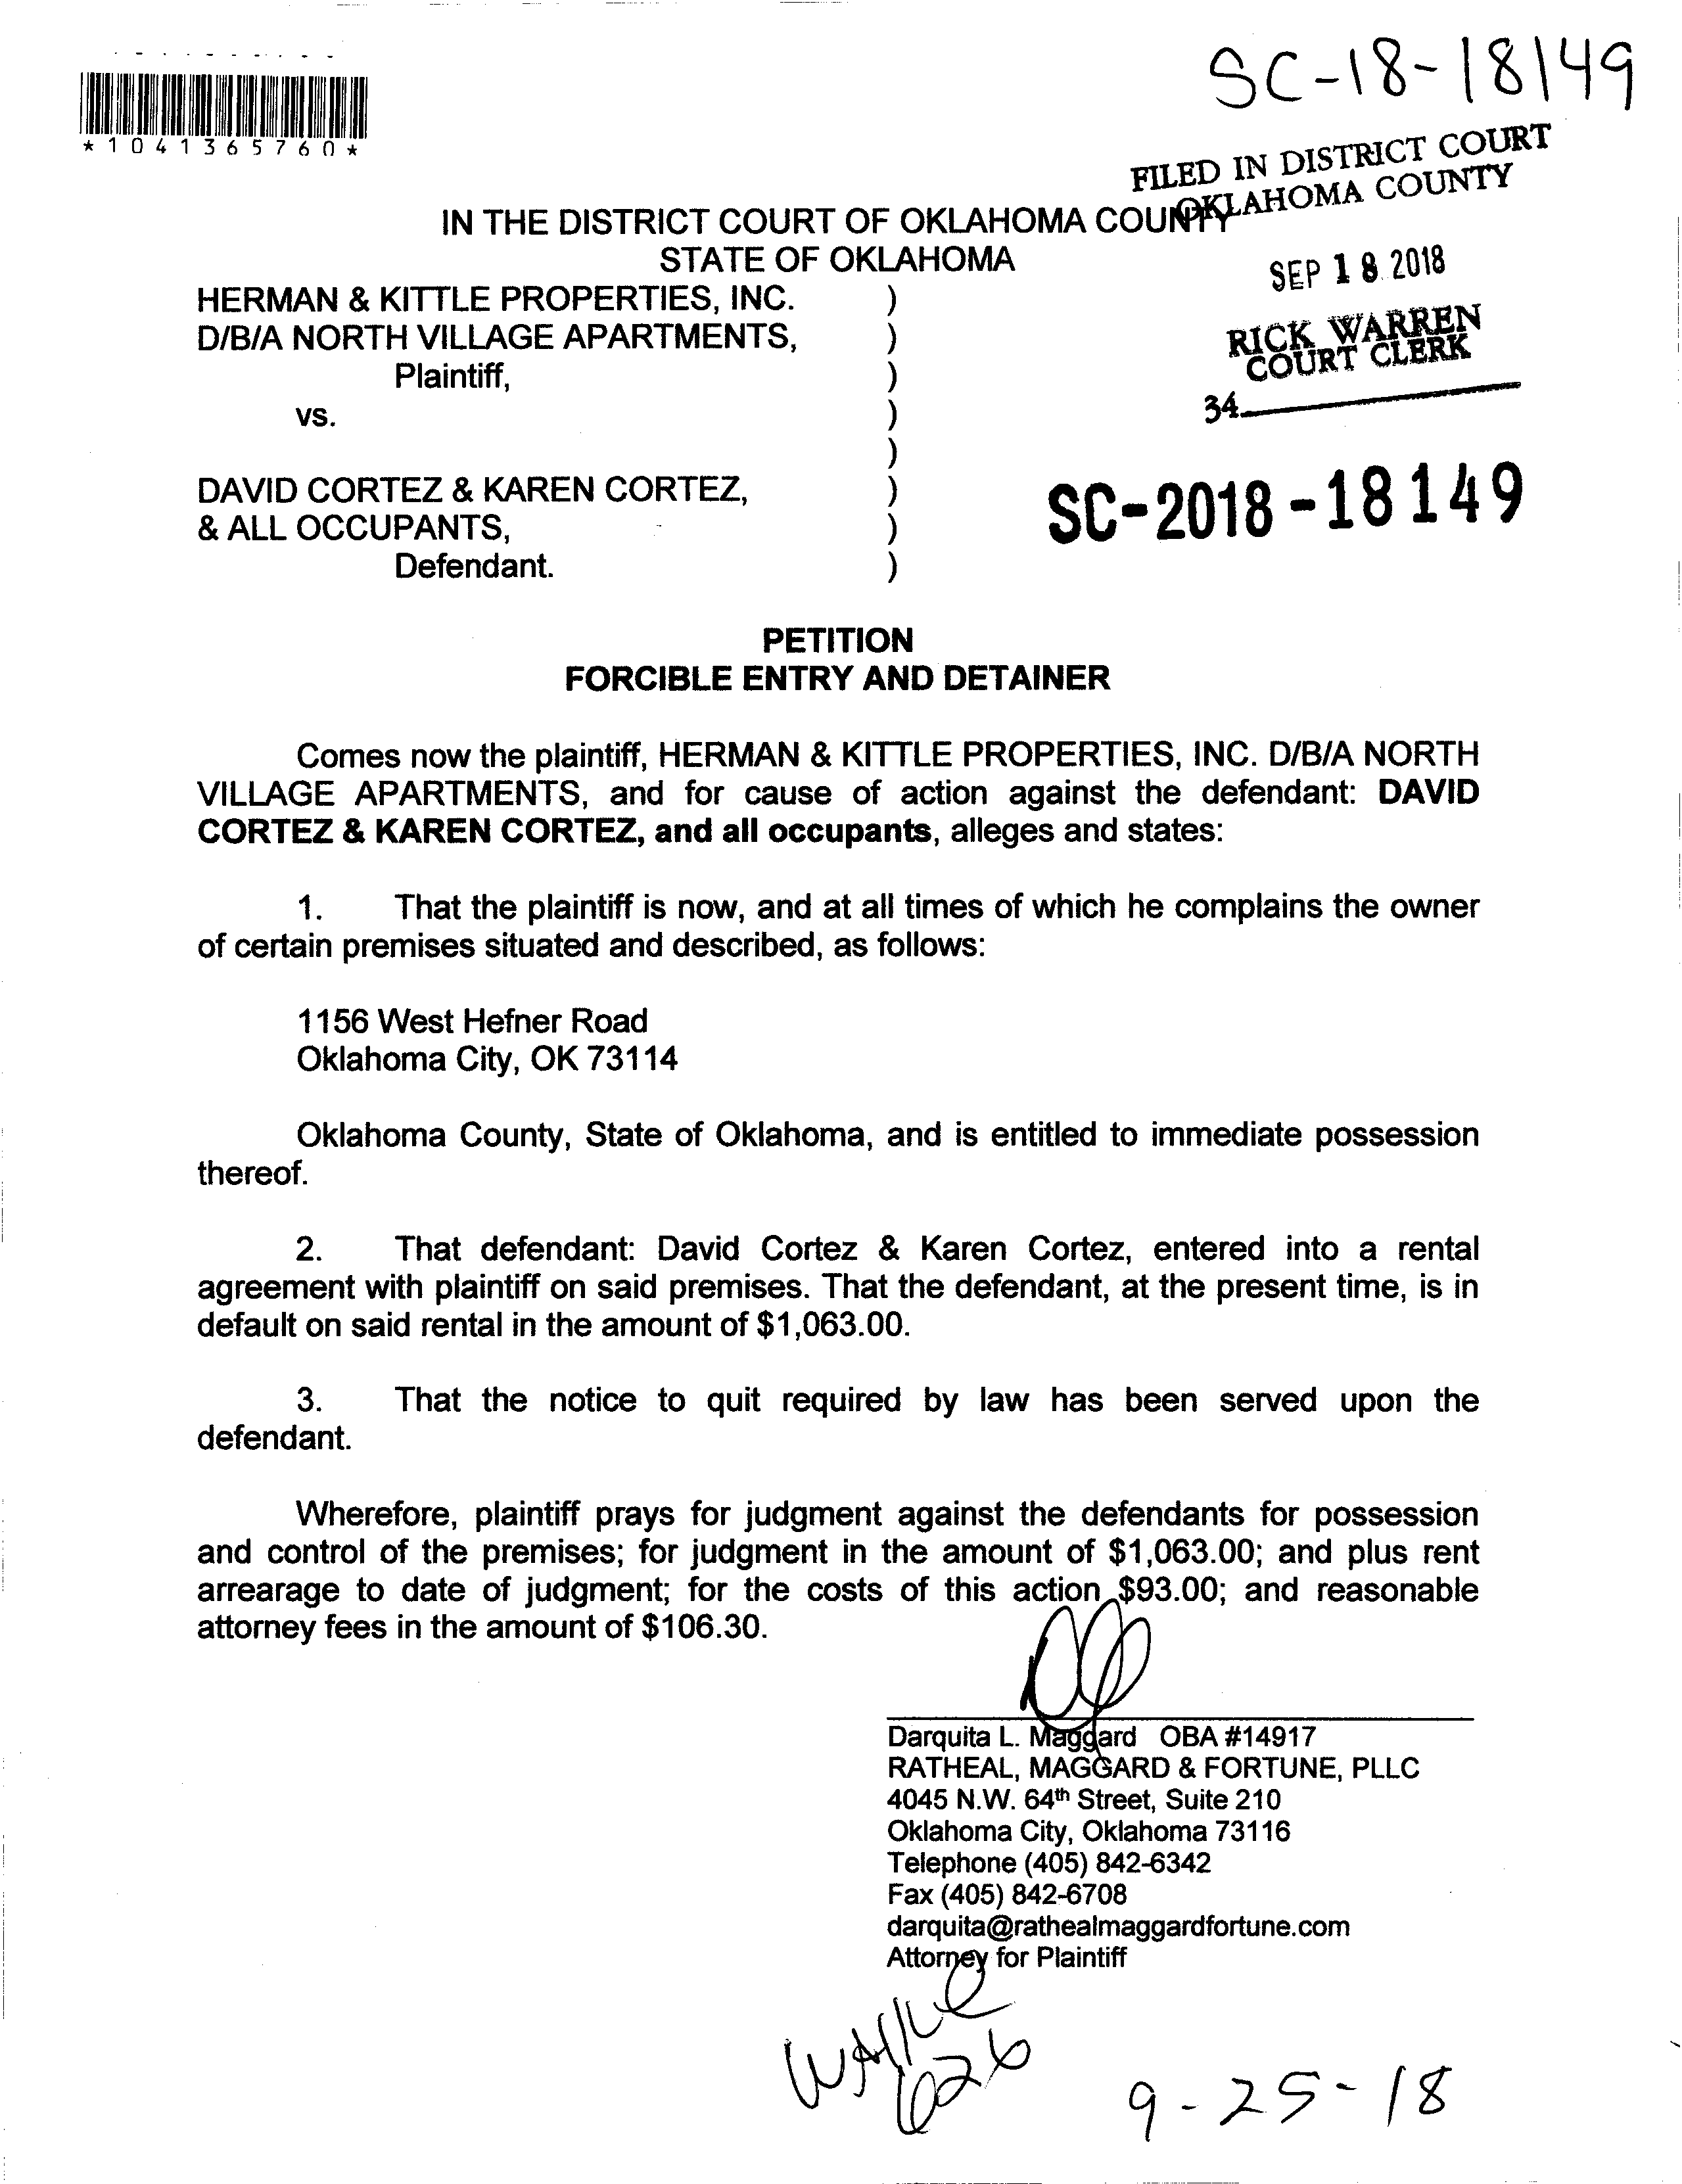 SC-18-18149
*1041365760*
FILED IN DISTRICT COURT
OKLAHOMA COUNTY
IN THE DISTRICT COURT OF OKLAHOMA COUNTY
STATE OF OKLAHOMA
SEP 18 2018
HERMAN & KITTLE PROPERTIES, INC. )
D/B/A NORTH VILLAGE APARTMENTS, )
RICK WARREN
COURT CLERK
Plaintiff, )
34
vs. )
)
DAVID CORTEZ & KAREN CORTEZ, )
& ALL OCCUPANTS, )
SC-2018-18149
Defendant. )
PETITION
FORCIBLE ENTRY AND DETAINER
Comes now the plaintiff, HERMAN & KITTLE PROPERTIES, INC. D/B/A NORTH
VILLAGE APARTMENTS, and for cause of action against the defendant: DAVID
CORTEZ & KAREN CORTEZ, and all occupants, alleges and states:
1. That the plaintiff is now, and at all times of which he complains the owner
of certain premises situated and described, as follows:
1156 West Hefner Road
Oklahoma City, OK 73114
Oklahoma County, State of Oklahoma, and is entitled to immediate possession
thereof.
2. That defendant: David Cortez & Karen Cortez, entered into a rental
agreement with plaintiff on said premises. That the defendant, at the present time, is in
default on said rental in the amount of $1,063.00.
3. That the notice to quit required by law has been served upon the
defendant.
Wherefore, plaintiff prays for judgment against the defendants for possession
and control of the premises; for judgment in the amount of $1,063.00; and plus rent
arrearage to date of judgment; for the costs of this action $93.00; and reasonable
attorney fees in the amount of $106.30.
Darquita L. Maggard OBA #14917
RATHEAL, MAGGARD & FORTUNE, PLLC
4045 N.W. 64th Street, Suite 210
Oklahoma City, Oklahoma 73116
Telephone (405) 842-6342
Fax (405) 842-6708
darquita@rathealmaggardfortune.com
Attorney for Plaintiff
626
9-25-18